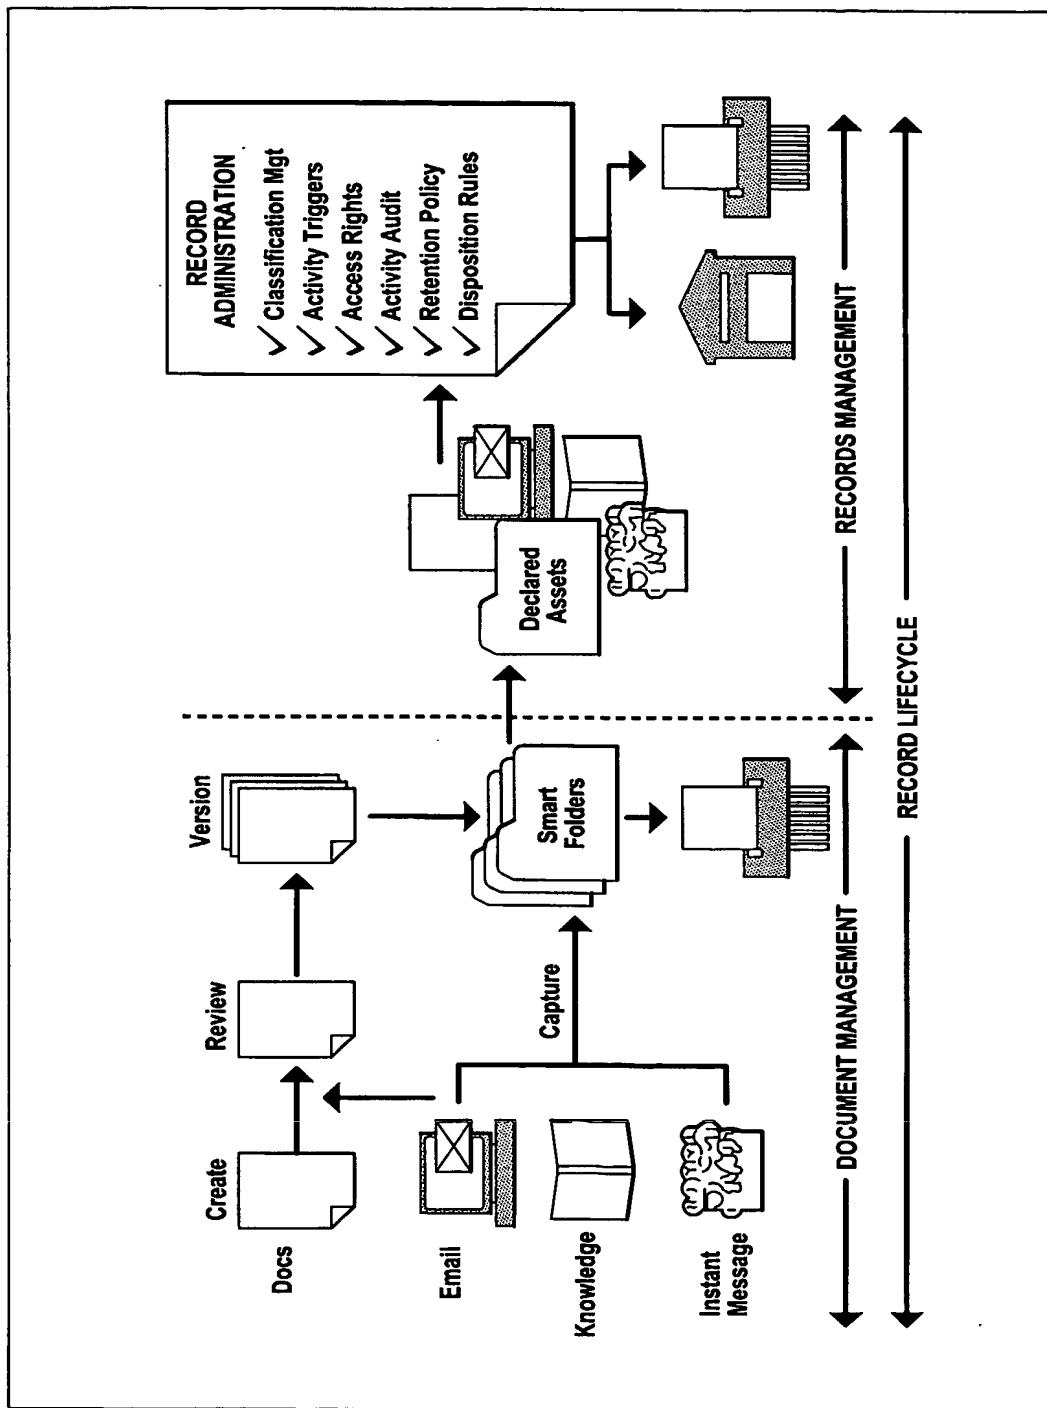 Create
Review
Version
Docs
Email
Knowledge
Instant
Message
Capture
Smart
Folders
Declared
Assets
RECORD
ADMINISTRATION
Classification Mgt
Activity Triggers
Access Rights
Activity Audit
Retention Policy
Disposition Rules
DOCUMENT MANAGEMENT
RECORDS MANAGEMENT
RECORD LIFECYCLE